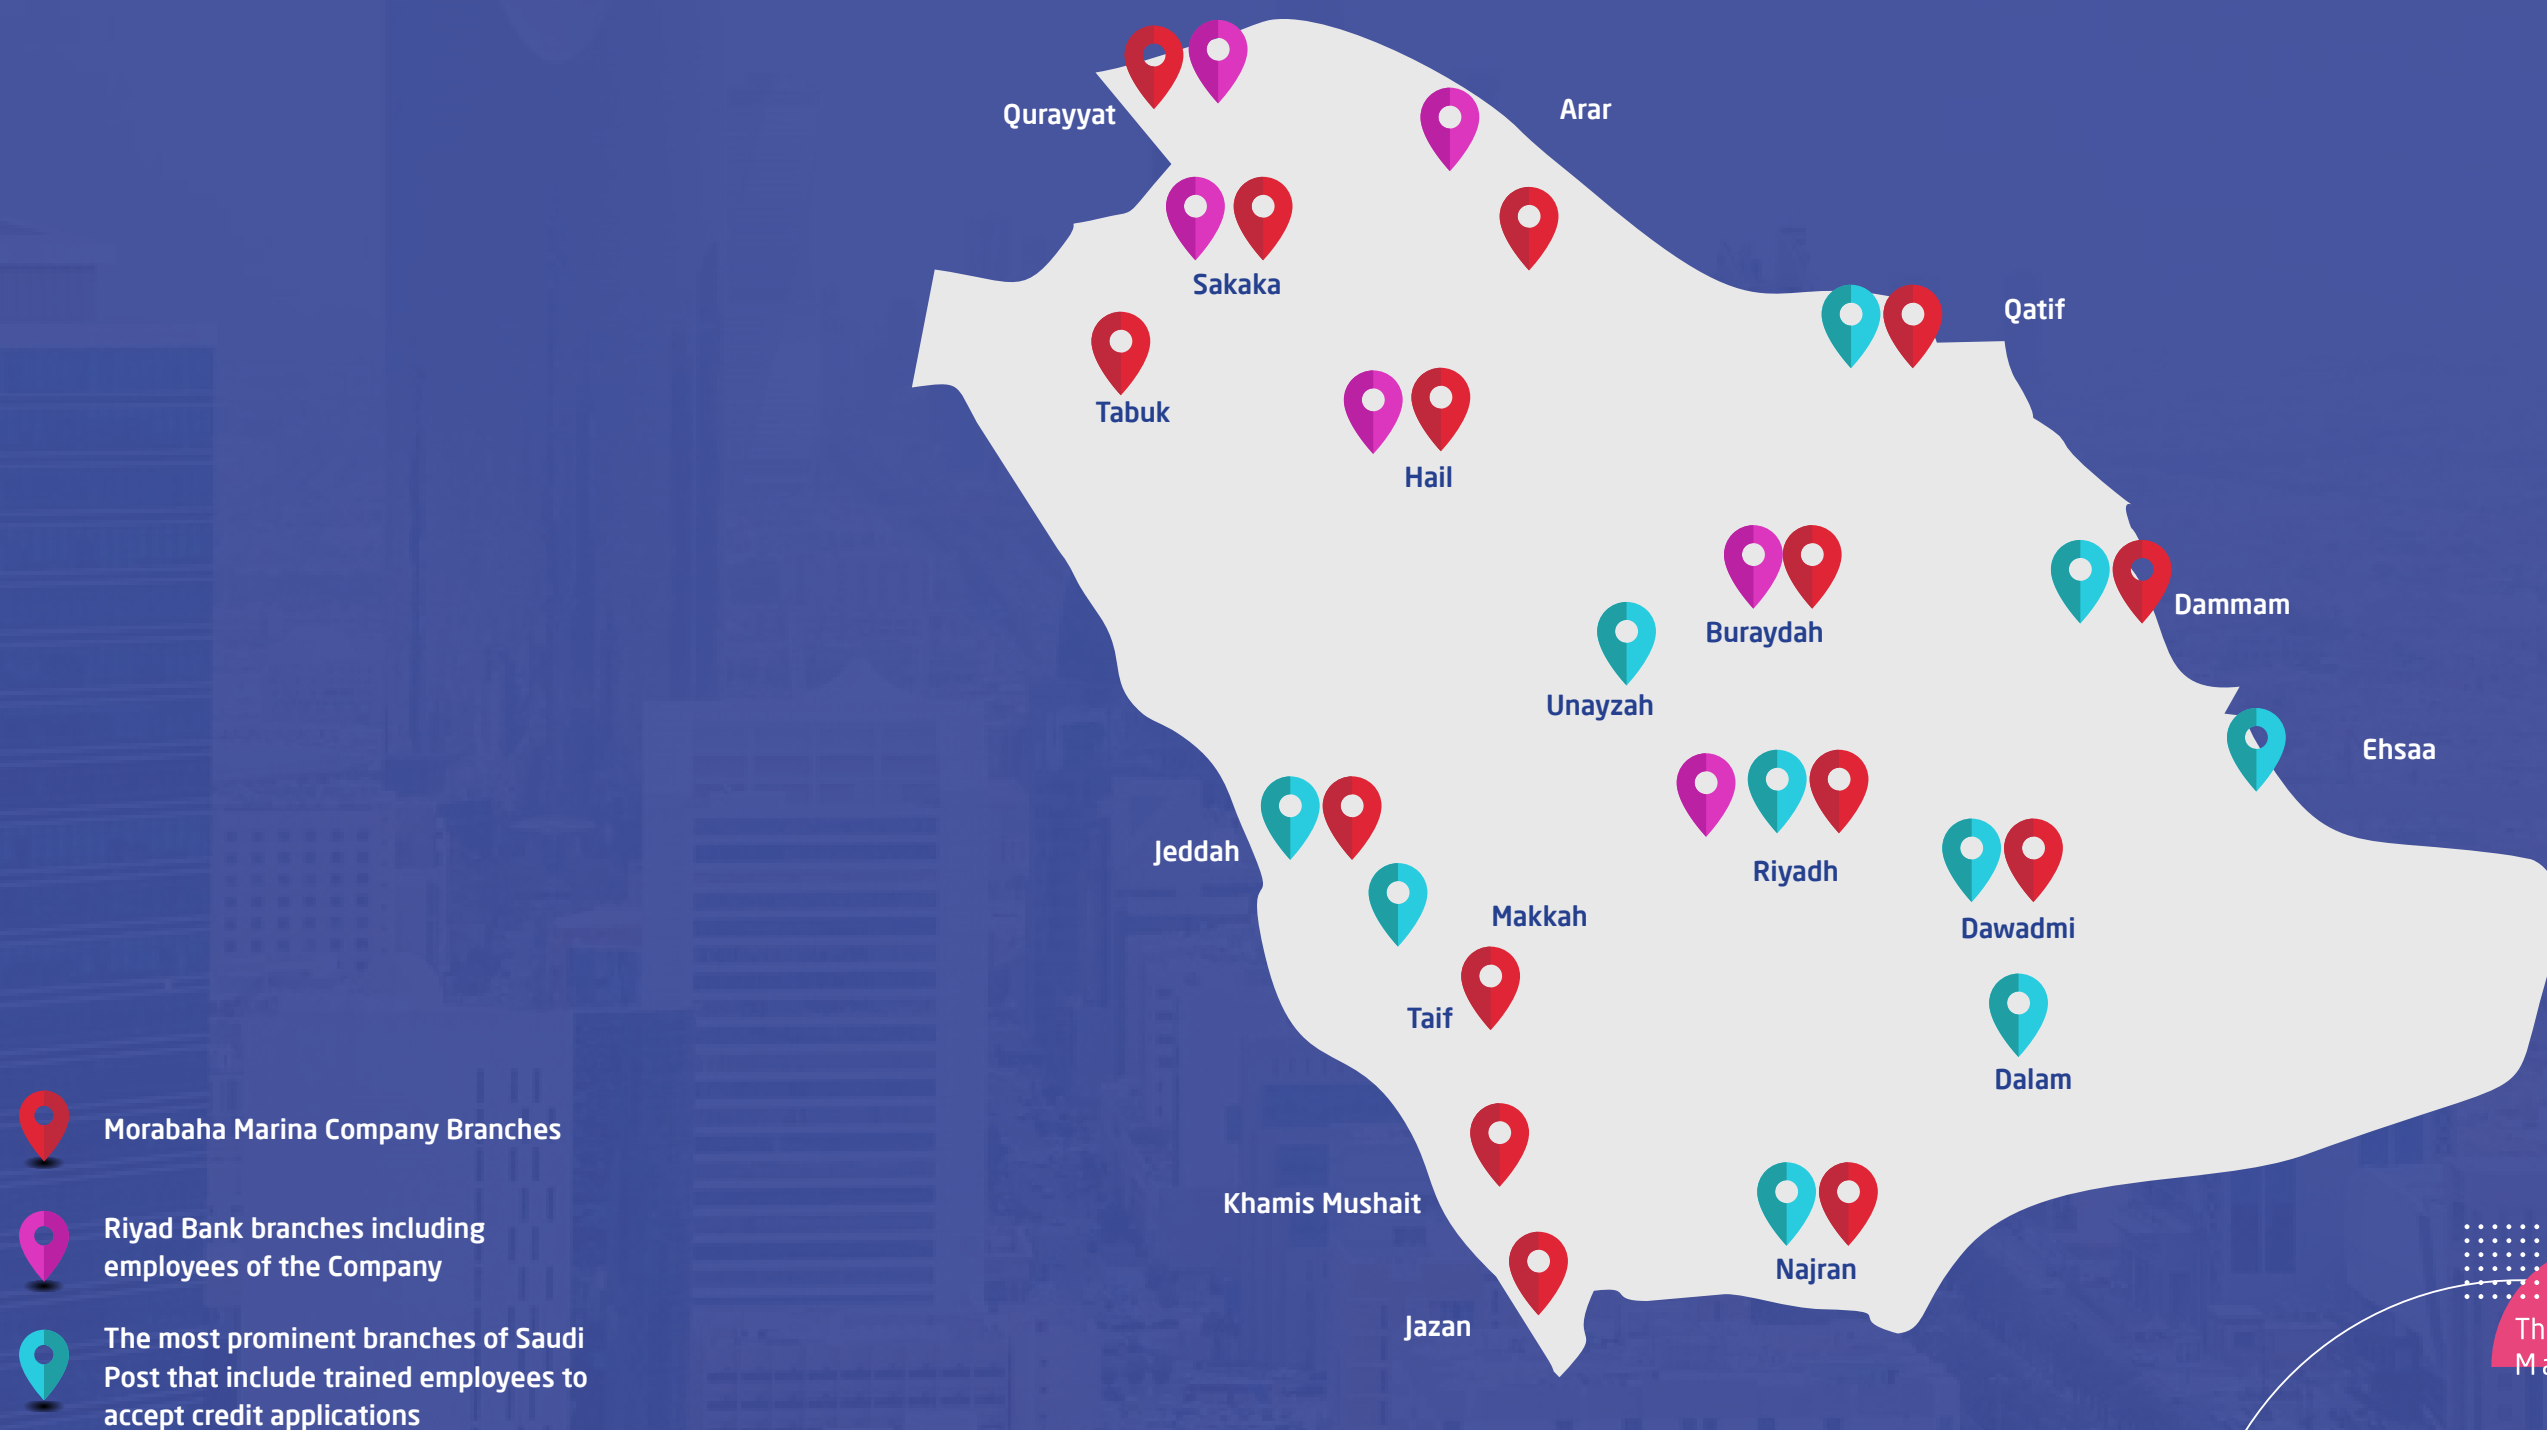 Qurayyat
Arar
Sakaka
Qatif
Tabuk
Hail
Buraydah
Dammam
Unayzah
Ehsaa
Jeddah
Riyadh
Makkah
Dawadmi
Taif
Dalam
Khamis Mushait
Najran
Jazan
Morabaha Marina Company Branches
Riyad Bank branches including
employees of the Company
The most prominent branches of Saudi
Post that include trained employees to
accept credit applications